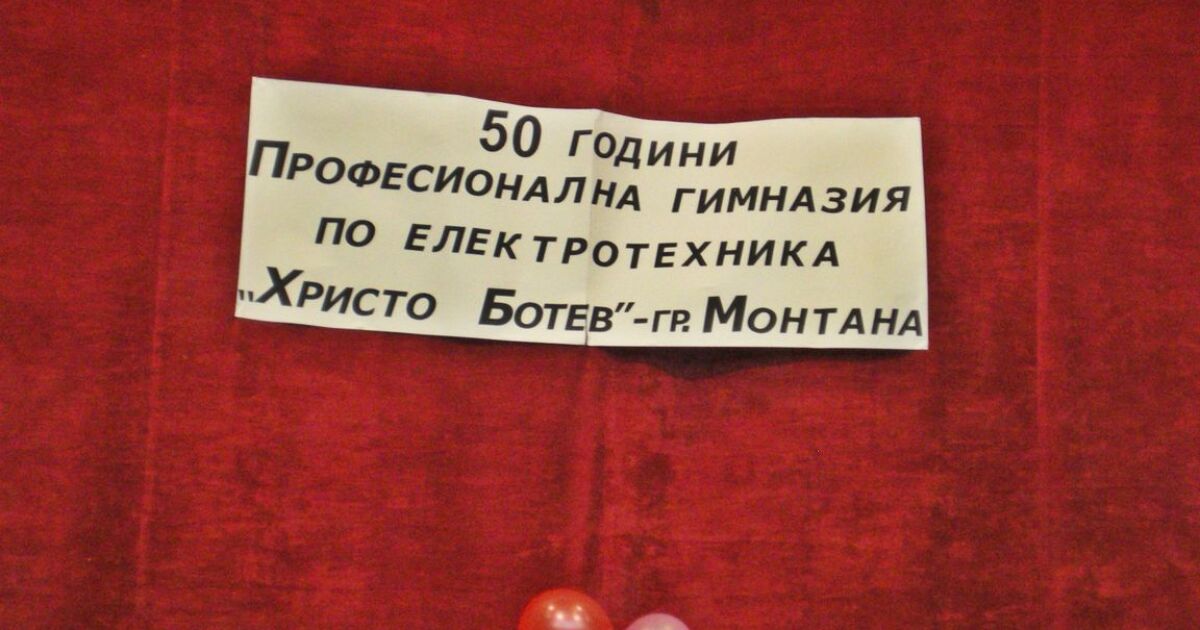 50 ГОДИНИ
ПРОФЕСИОНАЛНА ГИМНАЗИЯ
ПО ЕЛЕКТРОТЕХНИКА
„ХРИСТО БОТЕВ”-ГР. МОНТАНА